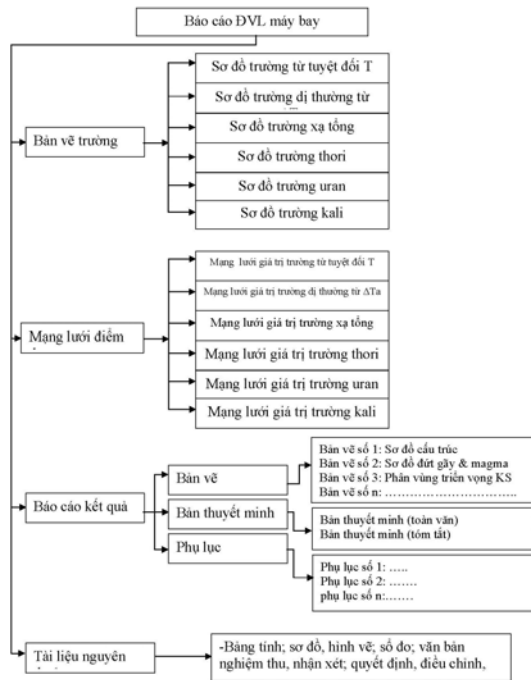 Báo cáo ĐVL máy bay
Bản vẽ trường
Sơ đồ trường từ tuyệt đối T
Sơ đồ trường dị thường từ
Sơ đồ trường xạ tổng
Sơ đồ trường thori
Sơ đồ trường uran
Sơ đồ trường kali
Mạng lưới điểm
Mạng lưới giá trị trường từ tuyệt đối T
Mạng lưới giá trị trường dị thường từ ΔTa
Mạng lưới giá trị trường xạ tổng
Mạng lưới giá trị trường thori
Mạng lưới giá trị trường uran
Mạng lưới giá trị trường kali
Báo cáo kết quả
Bản vẽ
Bản vẽ số 1: Sơ đồ cấu trúc
Bản vẽ số 2: Sơ đồ đứt gãy & magma
Bản vẽ số 3: Phân vùng triển vọng KS
Bản vẽ số n: ................................
Bản thuyết minh
Bản thuyết minh (toàn văn)
Bản thuyết minh (tóm tắt)
Phụ lục
Phụ lục số 1: .....
Phụ lục số 2: .......
phụ lục số n:.......
Tài liệu nguyên
-Bảng tính; sơ đồ, hình vẽ; sổ đo; văn bản
nghiệm thu, nhận xét; quyết định, điều chỉnh,